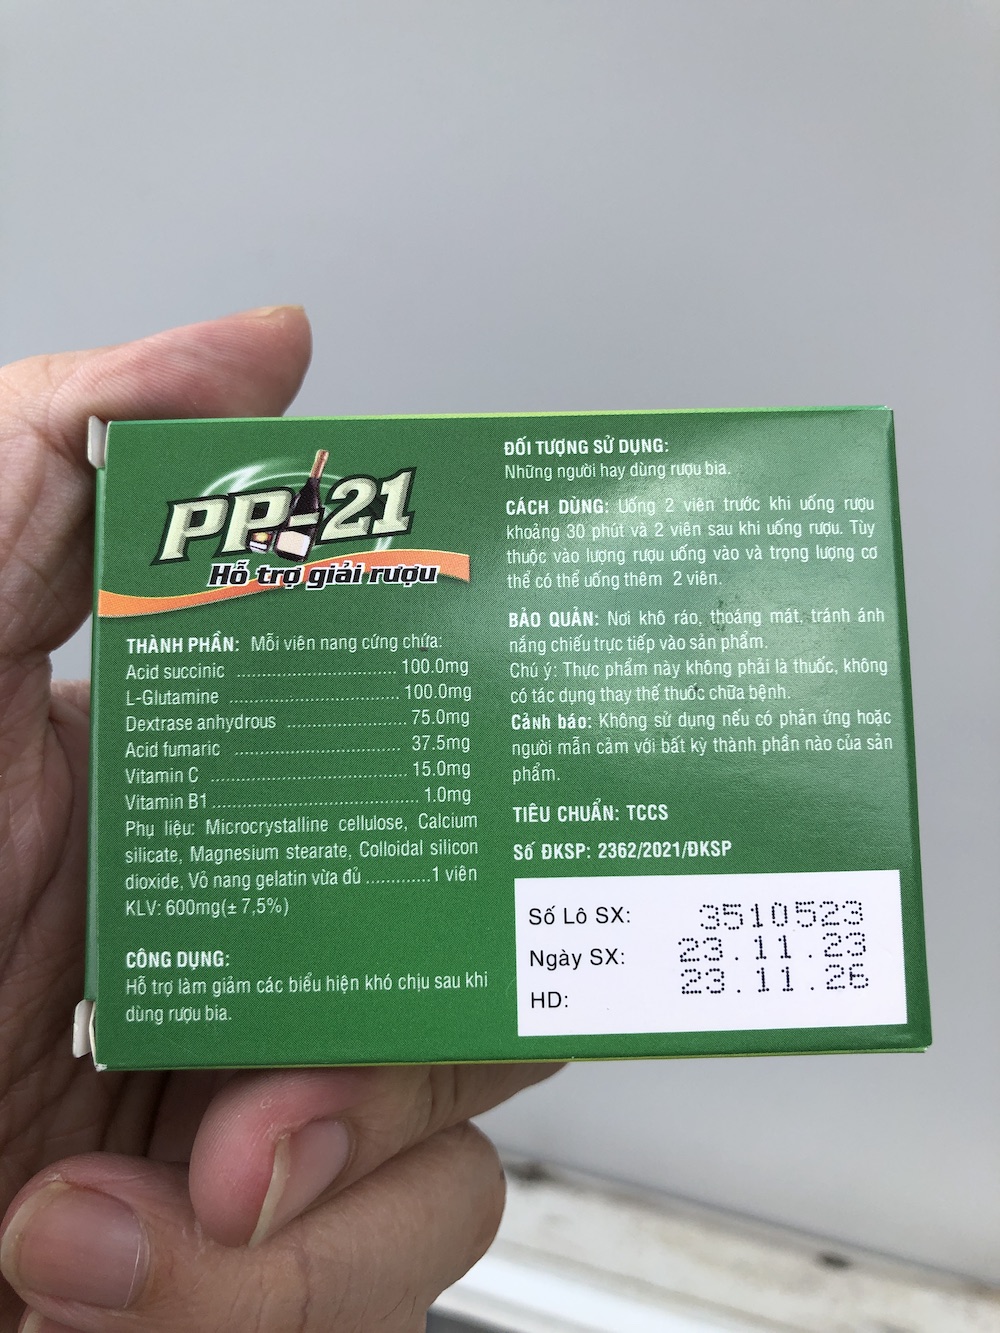 PP-21
Hỗ trợ giải rượu
THÀNH PHẦN: Mỗi viên nang cứng chứa:
Acid succinic ................................ 100.0mg
L-Glutamine .................................. 100.0mg
Dextrase anhydrous ........................ 75.0mg
Acid fumaric ................................. 37.5mg
Vitamin C ....................................... 15.0mg
Vitamin B1 ......................................... 1.0mg
Phụ liệu: Microcrystalline cellulose, Calcium
silicate, Magnesium stearate, Colloidal silicon
dioxide, Vỏ nang gelatin vừa đủ .............1 viên
KLV: 600mg(± 7,5%)
CÔNG DỤNG:
Hỗ trợ làm giảm các biểu hiện khó chịu sau khi
dùng rượu bia.
ĐỐI TƯỢNG SỬ DỤNG:
Những người hay dùng rượu bia.
CÁCH DÙNG: Uống 2 viên trước khi uống rượu
khoảng 30 phút và 2 viên sau khi uống rượu. Tùy
thuộc vào lượng rượu uống vào và trọng lượng cơ
thể có thể uống thêm 2 viên.
BẢO QUẢN: Nơi khô ráo, thoáng mát, tránh ánh
nắng chiếu trực tiếp vào sản phẩm.
Chú ý: Thực phẩm này không phải là thuốc, không
có tác dụng thay thế thuốc chữa bệnh.
Cảnh báo: Không sử dụng nếu có phản ứng hoặc
người mẫn cảm với bất kỳ thành phần nào của sản
phẩm.
TIÊU CHUẨN: TCCS
Số ĐKSP: 2362/2021/ĐKSP
Số Lô SX: 3510523
Ngày SX: 23.11.23
HD: 23.11.26